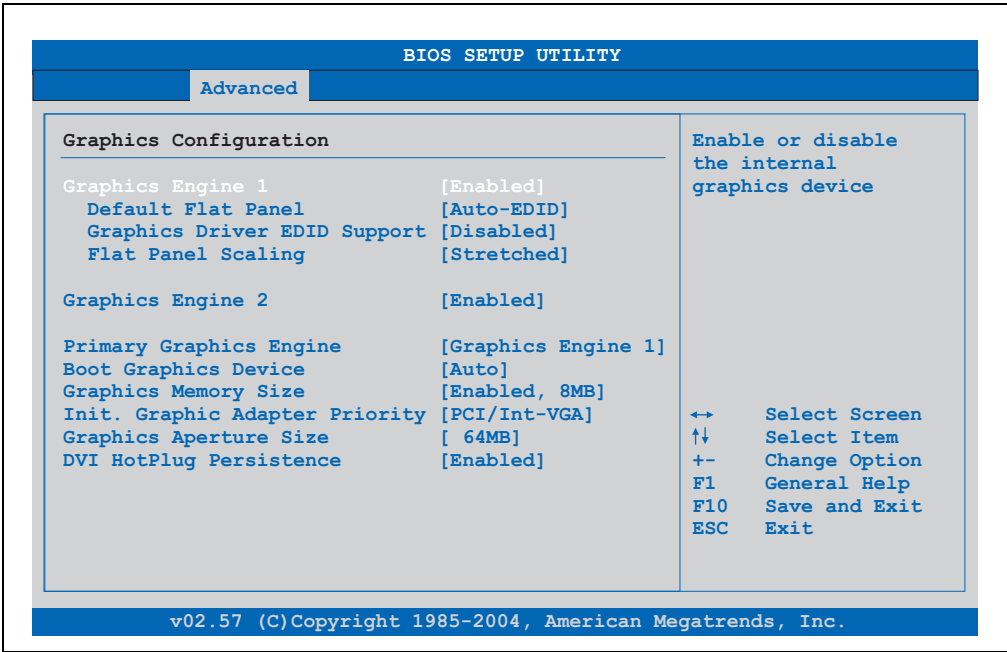 BIOS SETUP UTILITY
Advanced
Graphics Configuration
Graphics Engine 1 [Enabled]
Default Flat Panel [Auto-EDID]
Graphics Driver EDID Support [Disabled]
Flat Panel Scaling [Stretched]
Graphics Engine 2 [Enabled]
Primary Graphics Engine [Graphics Engine 1]
Boot Graphics Device [Auto]
Graphics Memory Size [Enabled, 8MB]
Init. Graphic Adapter Priority [PCI/Int-VGA]
Graphics Aperture Size [ 64MB]
DVI HotPlug Persistence [Enabled]
Enable or disable
the internal
graphics device
↔ Select Screen
↑↓ Select Item
+- Change Option
F1 General Help
F10 Save and Exit
ESC Exit
v02.57 (C)Copyright 1985-2004, American Megatrends, Inc.